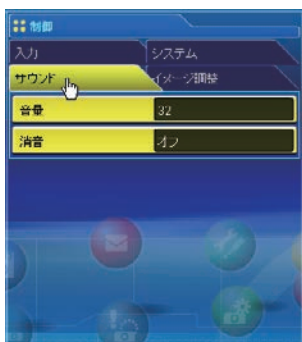 制御
入力 システム
サウンド イメージ調整
音量 32
消音 オフ